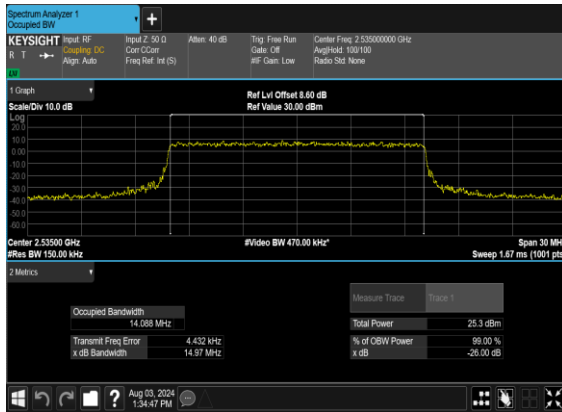 Spectrum Analyzer 1
Occupied BW
KEYSIGHT Input: RF Input Z: 50 Ω Atten: 40 dB Trig: Free Run Center Freq: 2.535000000 GHz
R T Coupling: DC Corr CCorr Gate: Off Avg|Hold: 100/100
Align: Auto Freq Ref: Int (S) #IF Gain: Low Radio Std: None
1 Graph
Ref Lvl Offset 8.60 dB
Scale/Div 10.0 dB Ref Value 30.00 dBm
Log
20.0
10.0
0.00
-10.0
-20.0
-30.0
-40.0
-50.0
-60.0
Center 2.53500 GHz #Video BW 470.00 kHz* Span 30 MH
#Res BW 150.00 kHz Sweep 1.67 ms (1001 pts
2 Metrics
Measure Trace Trace 1
Occupied Bandwidth
14.088 MHz Total Power 25.3 dBm
Transmit Freq Error 4.432 kHz % of OBW Power 99.00 %
x dB Bandwidth 14.97 MHz x dB -26.00 dB
? Aug 03, 2024
1:34:47 PM